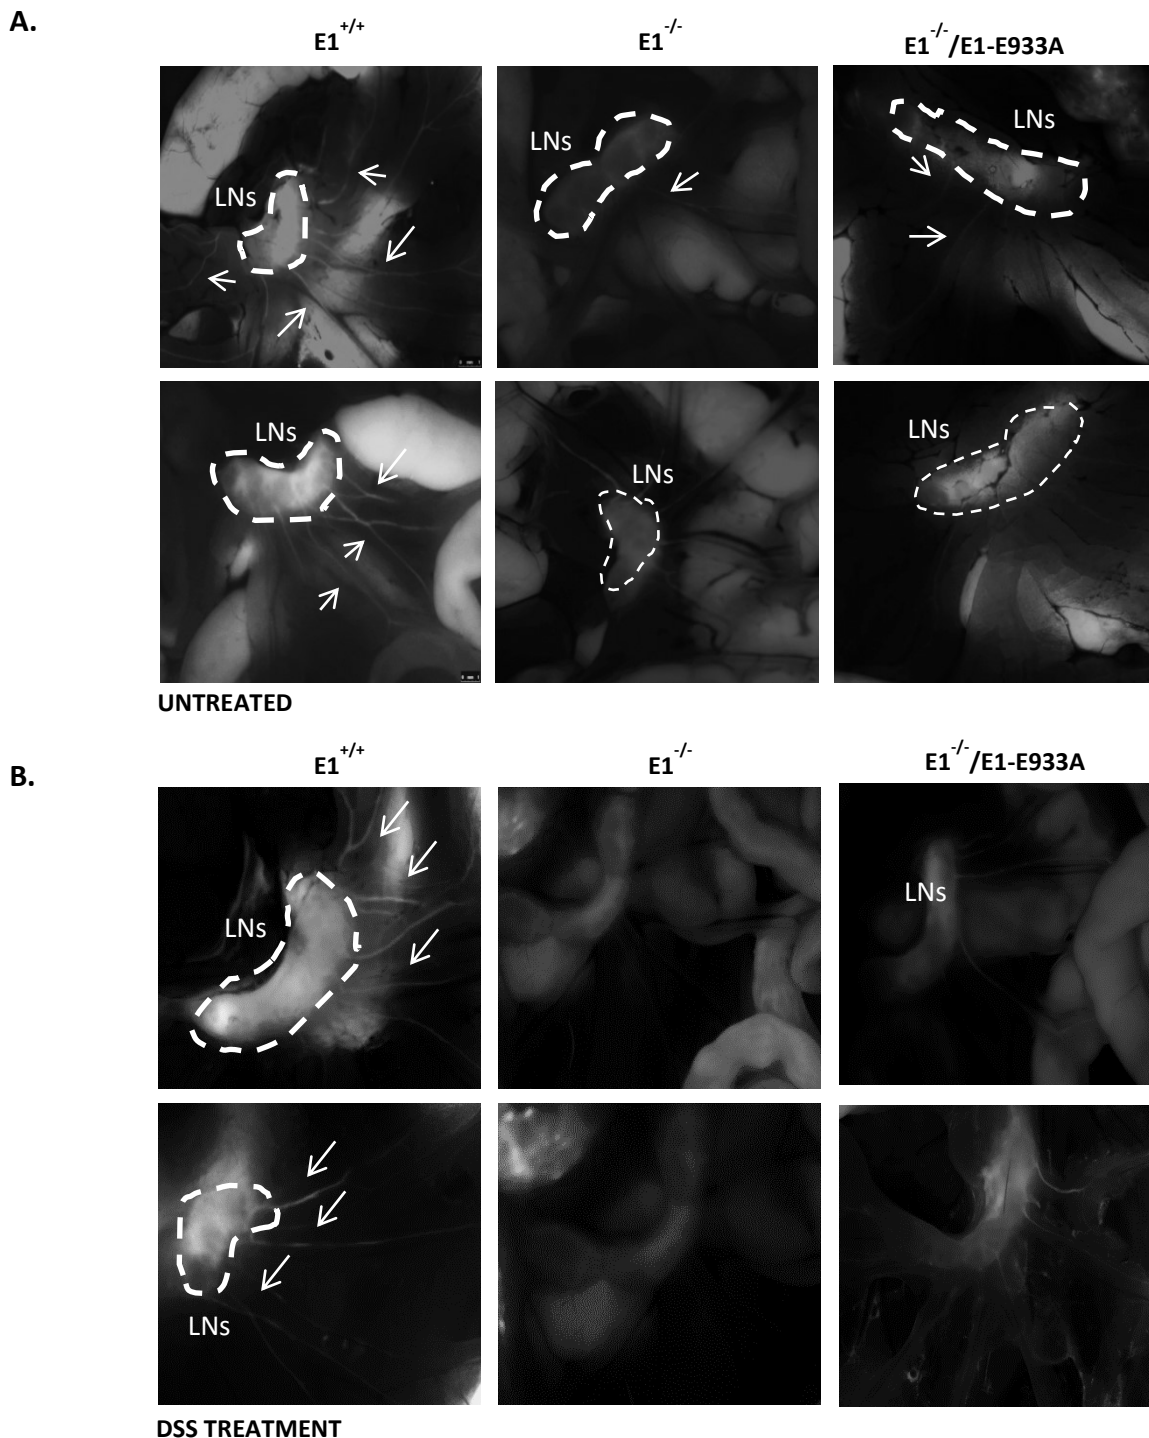 A.
E1+/+
E1-/-
E1-/-/E1-E933A
LNs
LNs
LNs
LNs
LNs
LNs
UNTREATED
B.
E1+/+
E1-/-
E1-/-/E1-E933A
LNs
LNs
LNs
DSS TREATMENT